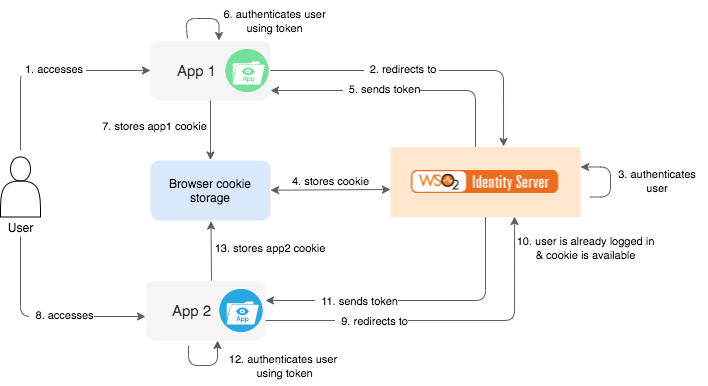 6. authenticates user
using token
1. accesses
App 1
App
2. redirects to
5. sends token
7. stores app1 cookie
Browser cookie
storage
4. stores cookie
WSO2 Identity Server
3. authenticates
user
User
13. stores app2 cookie
10. user is already logged in
& cookie is available
8. accesses
App 2
App
11. sends token
9. redirects to
12. authenticates user
using token